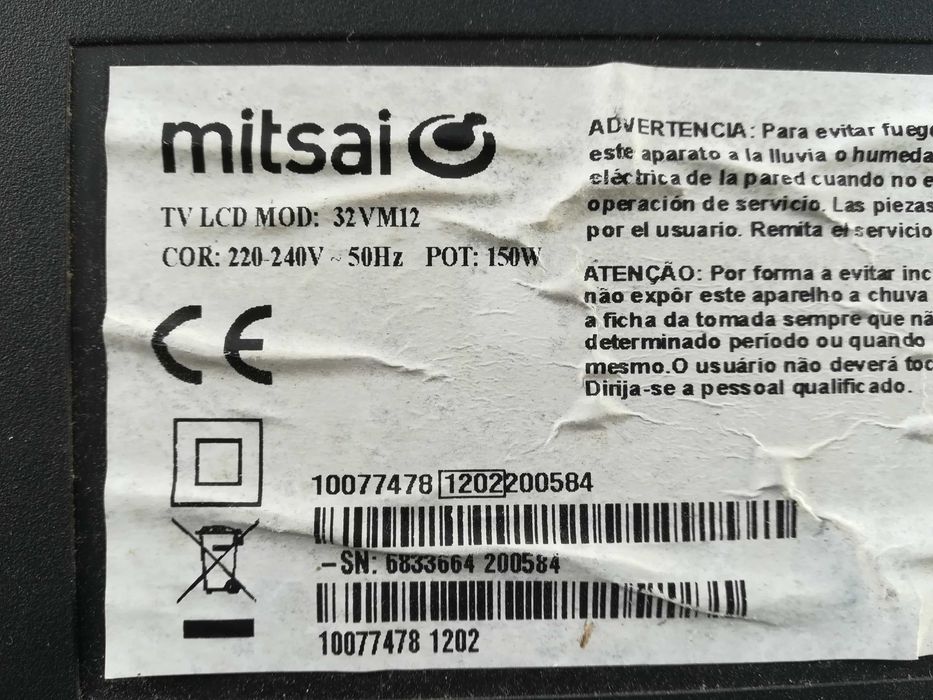 mitsai
TV LCD MOD: 32VM12
COR: 220-240V ~ 50Hz POT: 150W
CE
ADVERTENCIA: Para evitar fueg
este aparato a la lluvia o humeda
eléctrica de la pared cuando no e
operación de servicio. Las piezas
por el usuario. Remita el servicio
ATENÇÃO: Por forma a evitar inc
não expôr este aparelho a chuva
a ficha da tomada sempre que nã
determinado período ou quando
mesmo.O usuário não deverá toc
Dirija-se a pessoal qualificado.
10077478 1202 200584
-SN: 6833664 200584
10077478 1202